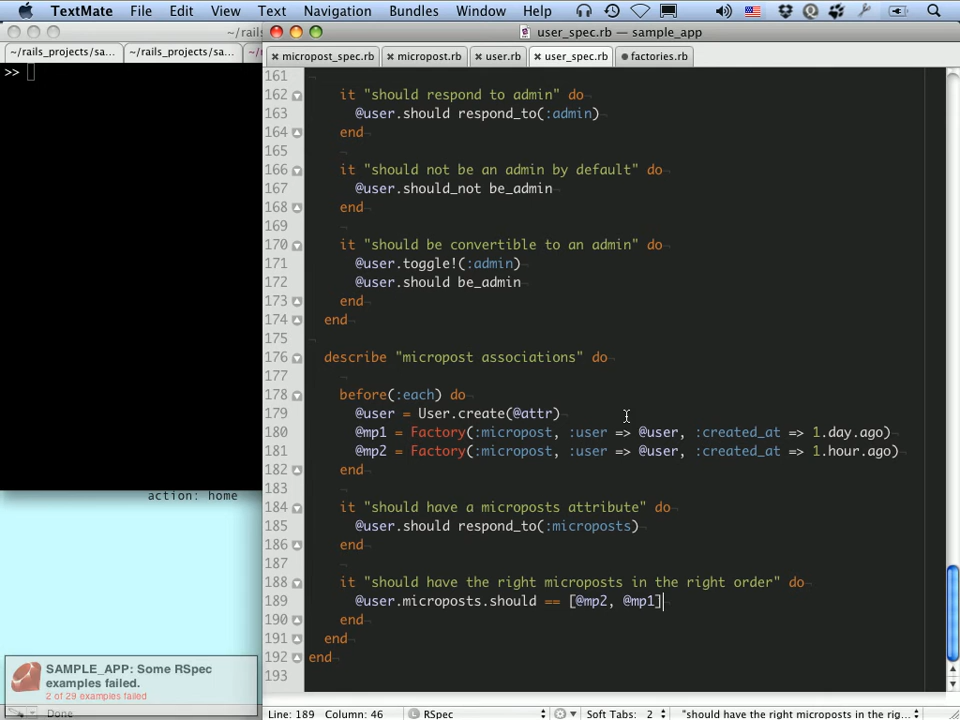 TextMate File Edit View Text Navigation Bundles Window Help
~/rails
user_spec.rb — sample_app
~/rails_projects/sa... ~/rails_projects/sa...
micropost_spec.rb micropost.rb user.rb user_spec.rb factories.rb
>>
161
162 it "should respond to admin" do
163 @user.should respond_to(:admin)
164 end
165
166 it "should not be an admin by default" do
167 @user.should_not be_admin
168 end
169
170 it "should be convertible to an admin" do
171 @user.toggle!(:admin)
172 @user.should be_admin
173 end
174 end
175
176 describe "micropost associations" do
177
178 before(:each) do
179 @user = User.create(@attr)
180 @mp1 = Factory(:micropost, :user => @user, :created_at => 1.day.ago)
181 @mp2 = Factory(:micropost, :user => @user, :created_at => 1.hour.ago)
182 end
183
184 it "should have a microposts attribute" do
185 @user.should respond_to(:microposts)
186 end
187
188 it "should have the right microposts in the right order" do
189 @user.microposts.should == [@mp2, @mp1]
190 end
191 end
192 end
193
action: home
SAMPLE_APP: Some RSpec
examples failed.
2 of 29 examples failed
Done
Line: 189 Column: 46 RSpec Soft Tabs: 2 "should have the right microposts in the rig...